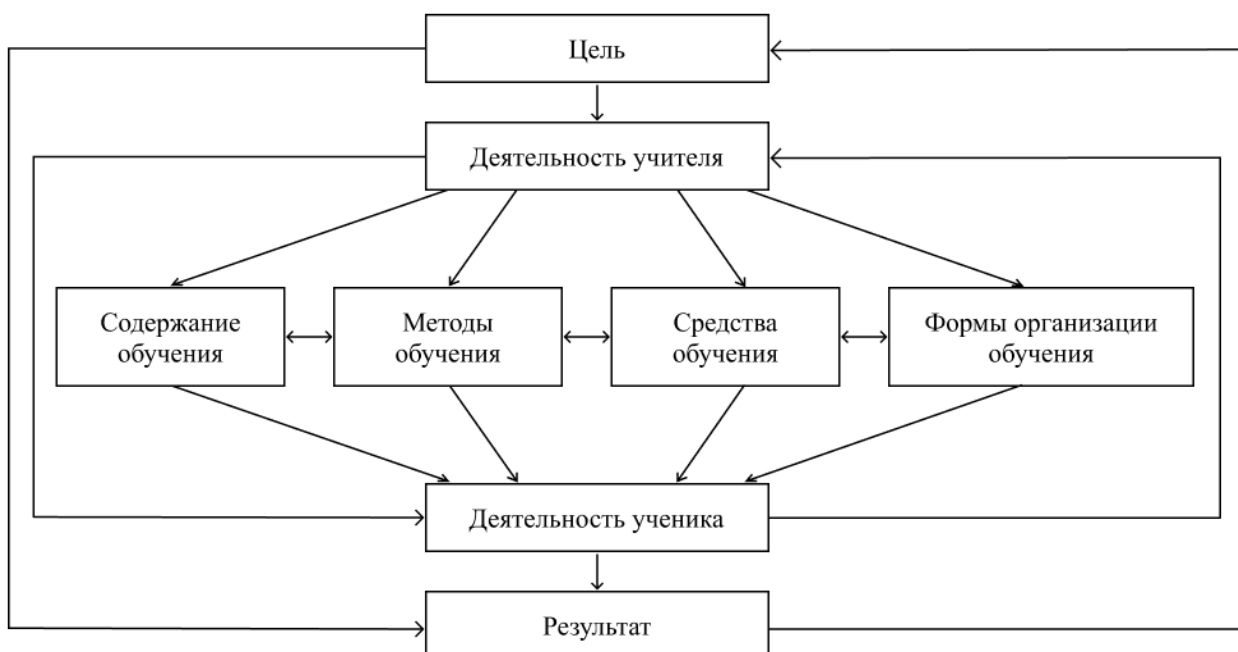 Цель
Деятельность учителя
Содержание
обучения
Методы
обучения
Средства
обучения
Формы организации
обучения
Деятельность ученика
Результат